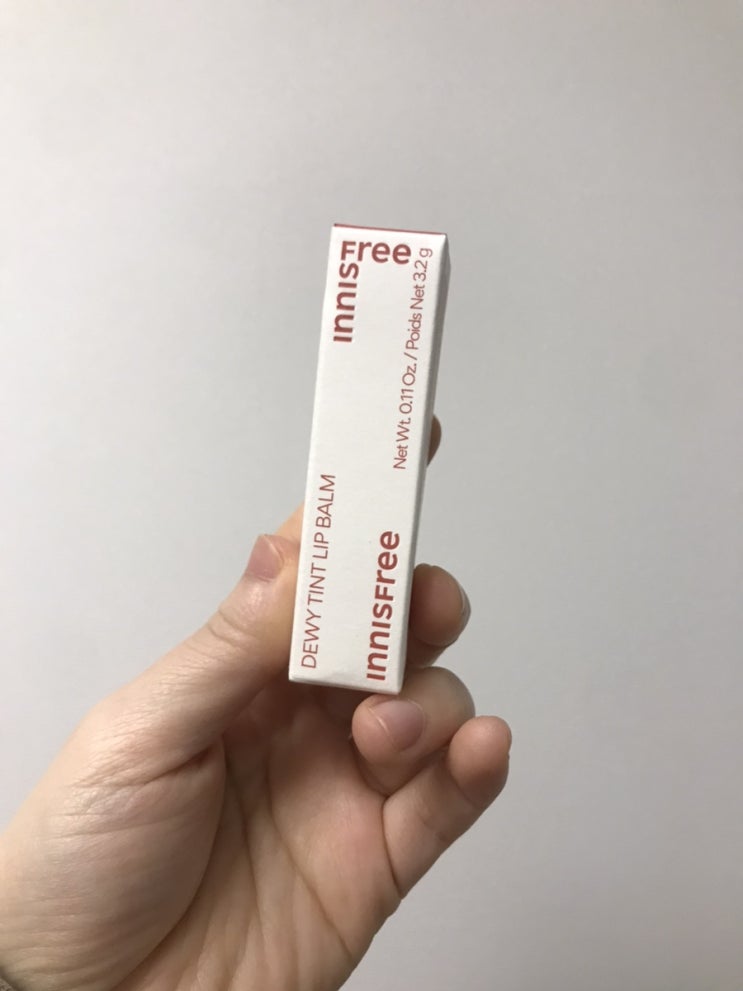 INNISFree
Net Wt. 0.11 Oz. / Poids Net 3.2 g
DEWY TINT LIP BALM
INNISFree